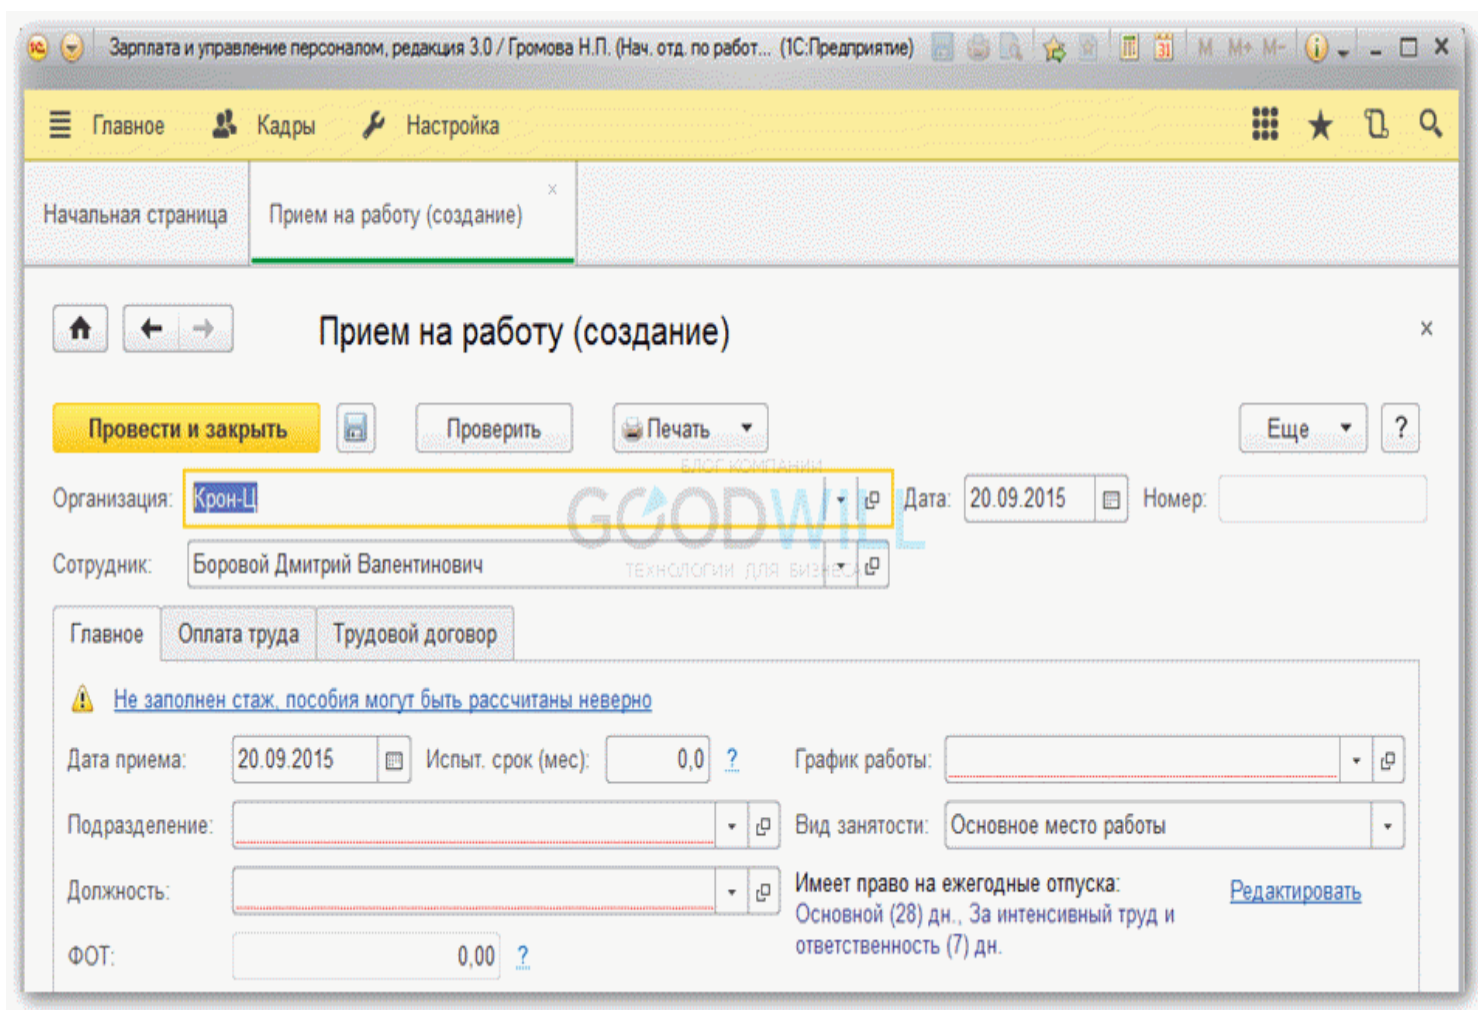 Зарплата и управление персоналом, редакция 3.0 / Громова Н.П. (Нач. отд. по работ... (1С:Предприятие) 31 M M+ M-
Главное Кадры Настройка
Начальная страница Прием на работу (создание)
Прием на работу (создание)
Провести и закрыть Проверить Печать Еще ?
БЛОГ КОМПАНИИ
GOODWILL
ТЕХНОЛОГИИ ДЛЯ БИЗНЕСА
Организация: Крон-Ц Дата: 20.09.2015 Номер:
Сотрудник: Боровой Дмитрий Валентинович
Главное Оплата труда Трудовой договор
Не заполнен стаж, пособия могут быть рассчитаны неверно
Дата приема: 20.09.2015 Испыт. срок (мес): 0,0 ? График работы:
Подразделение: Вид занятости: Основное место работы
Должность: Имеет право на ежегодные отпуска: Редактировать
Основной (28) дн., За интенсивный труд и
ответственность (7) дн.
ФОТ: 0,00 ?